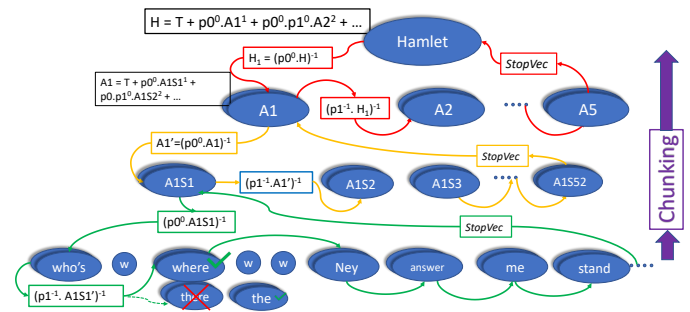 H = T + p0⁰.A1¹ + p0⁰.p1⁰.A2² + ...
Hamlet
H₁ = (p0⁰.H)⁻¹
StopVec
A1 = T + p0⁰.A1S1¹ +
p0.p1⁰.A1S2² + ...
A1
(p1⁻¹. H₁)⁻¹
A2
A5
A1'=(p0⁰.A1)⁻¹
StopVec
A1S1
(p1⁻¹.A1')⁻¹
A1S2
A1S3
A1S52
Chunking
(p0⁰.A1S1)⁻¹
StopVec
who's
w
where
w
w
Ney
answer
me
stand
(p1⁻¹. A1S1')⁻¹
there
the